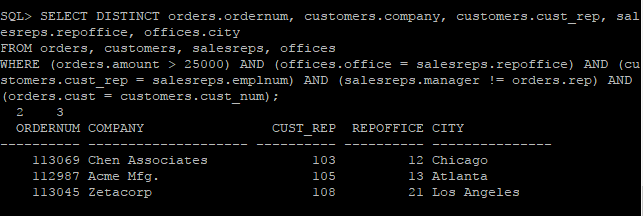 SQL> SELECT DISTINCT orders.ordernum, customers.company, customers.cust_rep, sal
esreps.repoffice, offices.city
FROM orders, customers, salesreps, offices
WHERE (orders.amount > 25000) AND (offices.office = salesreps.repoffice) AND (cu
stomers.cust_rep = salesreps.emplnum) AND (salesreps.manager != orders.rep) AND
(orders.cust = customers.cust_num);
2 3
ORDERNUM COMPANY CUST_REP REPOFFICE CITY
---------- -------------------- ---------- ---------- ---------------
113069 Chen Associates 103 12 Chicago
112987 Acme Mfg. 105 13 Atlanta
113045 Zetacorp 108 21 Los Angeles